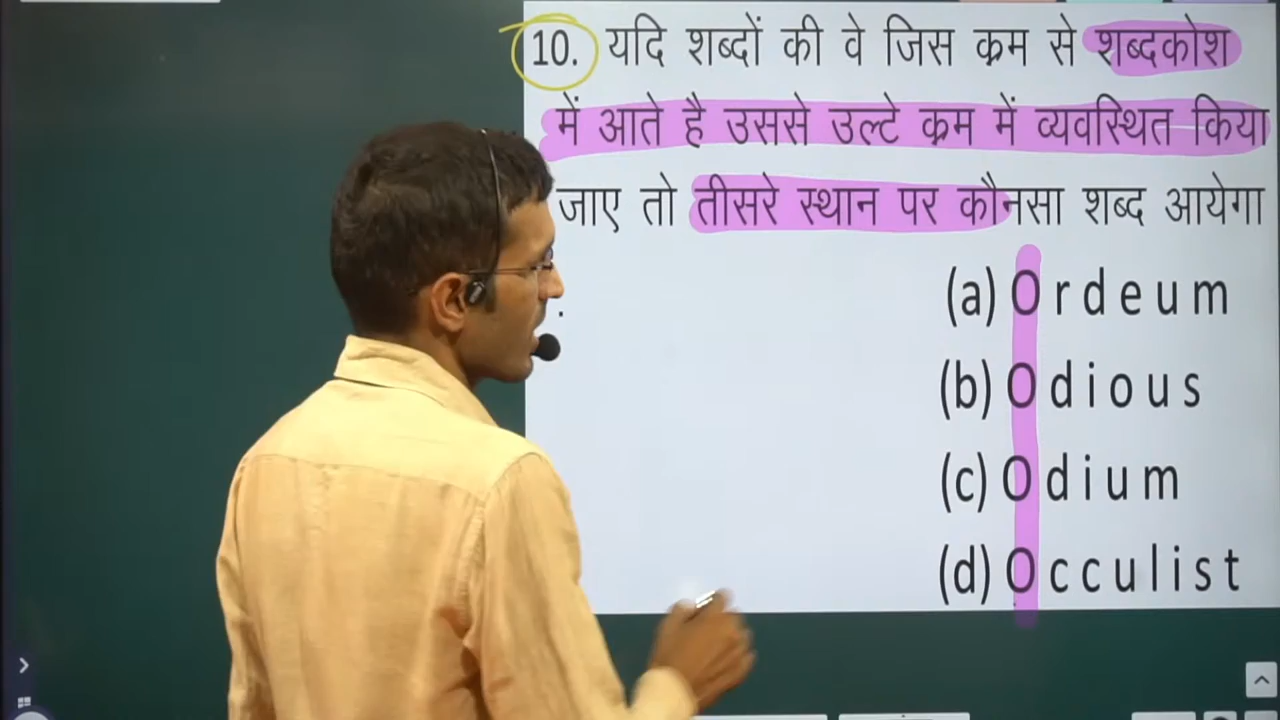 10. यदि शब्दों की वे जिस क्रम से शब्दकोश
में आते है उससे उल्टे क्रम में व्यवस्थित किया
जाए तो तीसरे स्थान पर कौनसा शब्द आयेगा
.
(a) Ordeum
(b) Odious
(c) Odium
(d) Occulist